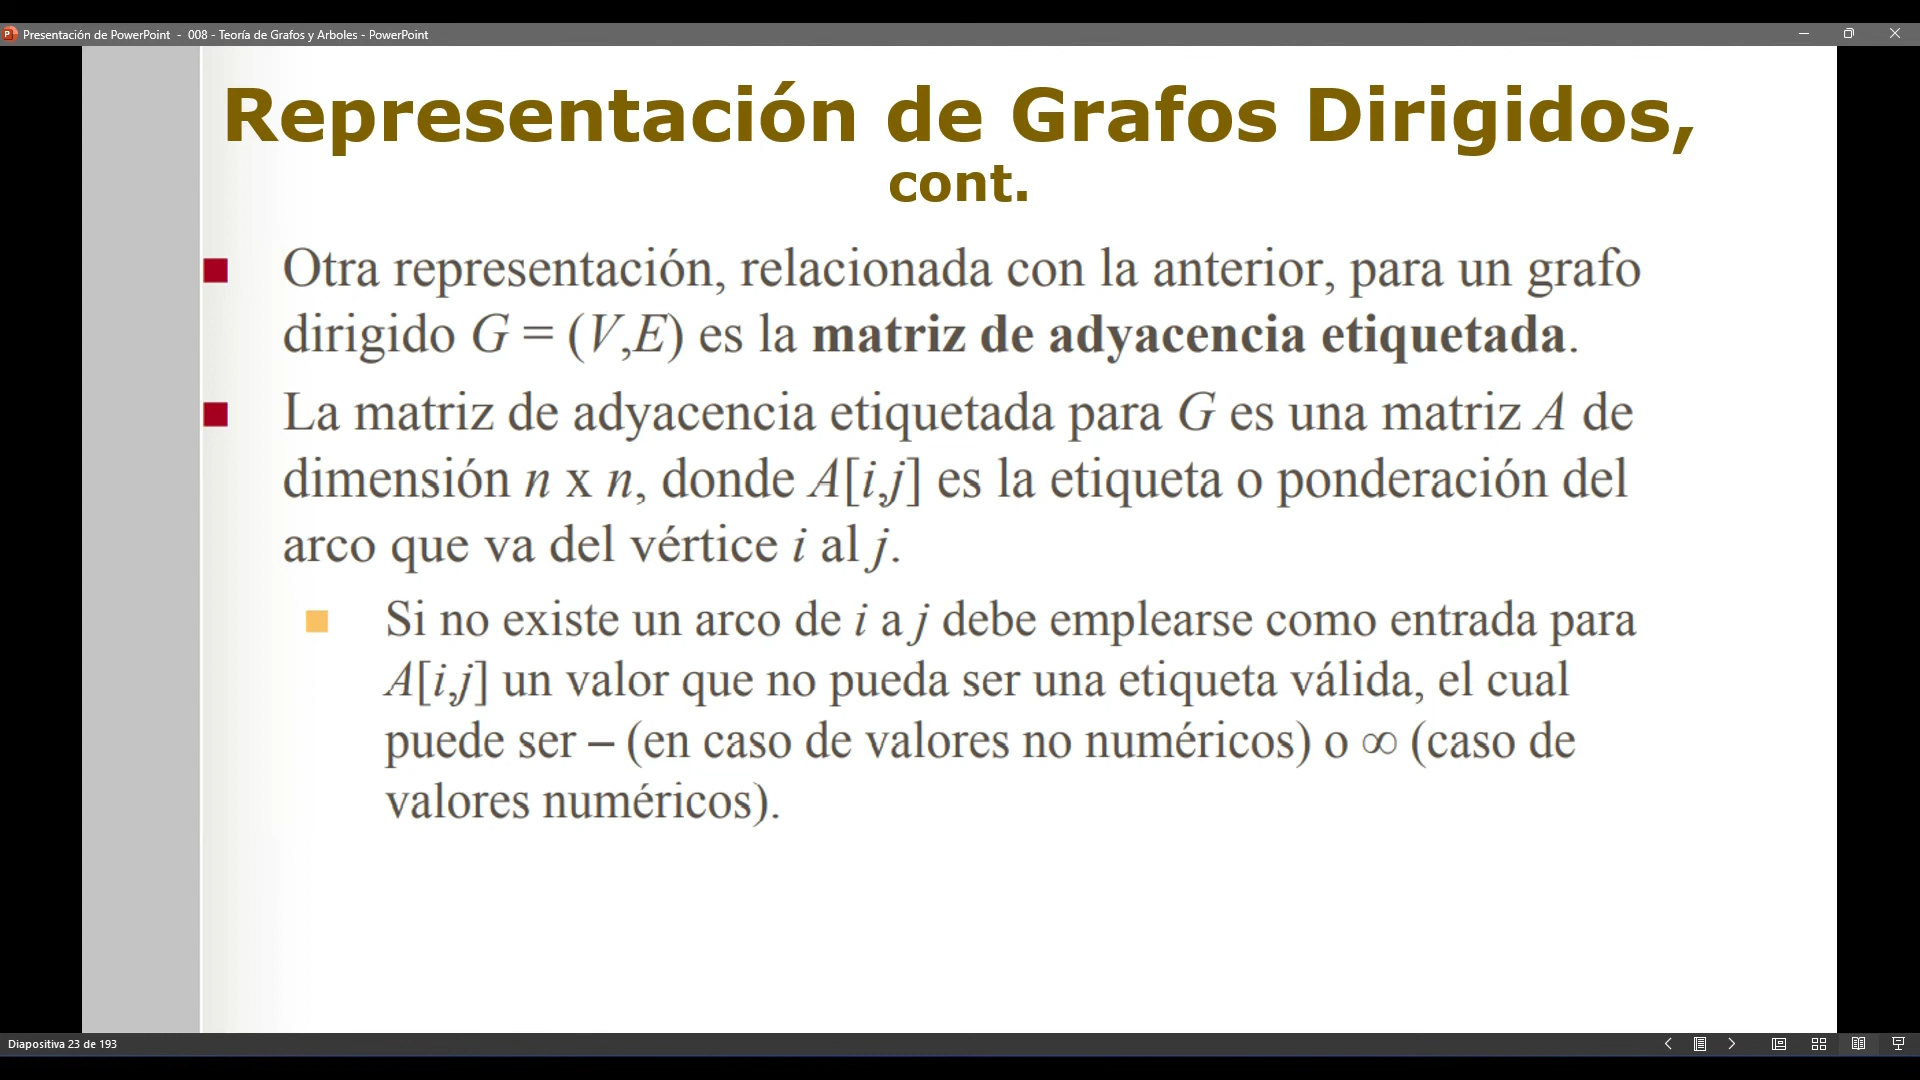 Presentación de PowerPoint - 008 - Teoría de Grafos y Arboles - PowerPoint
Representación de Grafos Dirigidos,
cont.
Otra representación, relacionada con la anterior, para un grafo
dirigido G = (V,E) es la matriz de adyacencia etiquetada.
La matriz de adyacencia etiquetada para G es una matriz A de
dimensión n x n, donde A[i,j] es la etiqueta o ponderación del
arco que va del vértice i al j.
Si no existe un arco de i a j debe emplearse como entrada para
A[i,j] un valor que no pueda ser una etiqueta válida, el cual
puede ser – (en caso de valores no numéricos) o ∞ (caso de
valores numéricos).
Diapositiva 23 de 193